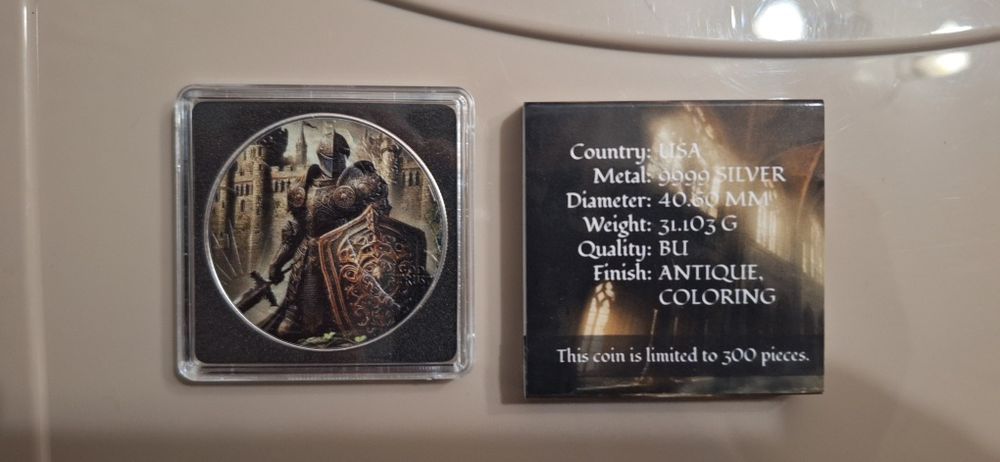 Country: USA
Metal: 9999 SILVER
Diameter: 40.60 MM
Weight: 31.103 G
Quality: BU
Finish: ANTIQUE,
COLORING
This coin is limited to 300 pieces.